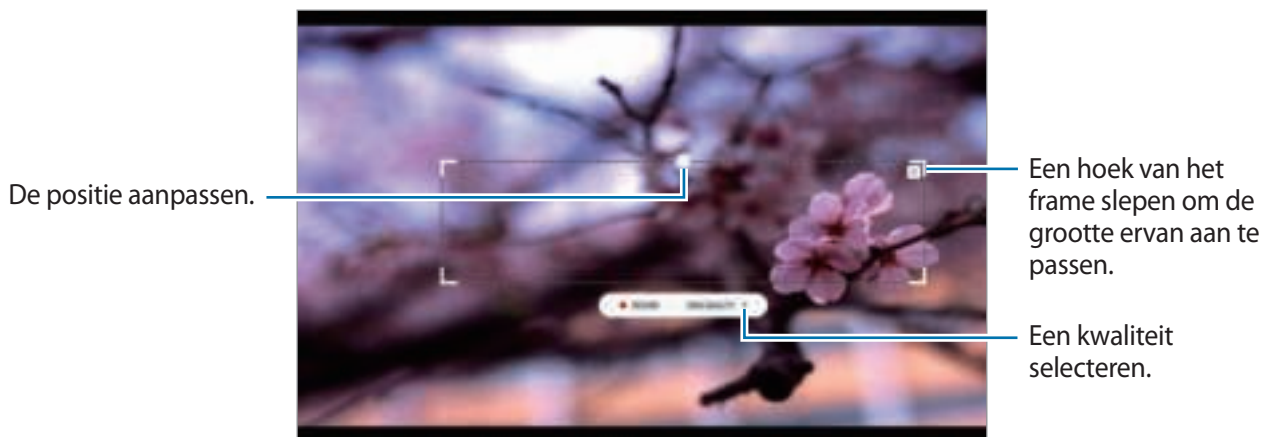 De positie aanpassen.
Een hoek van het
frame slepen om de
grootte ervan aan te
passen.
Een kwaliteit
selecteren.